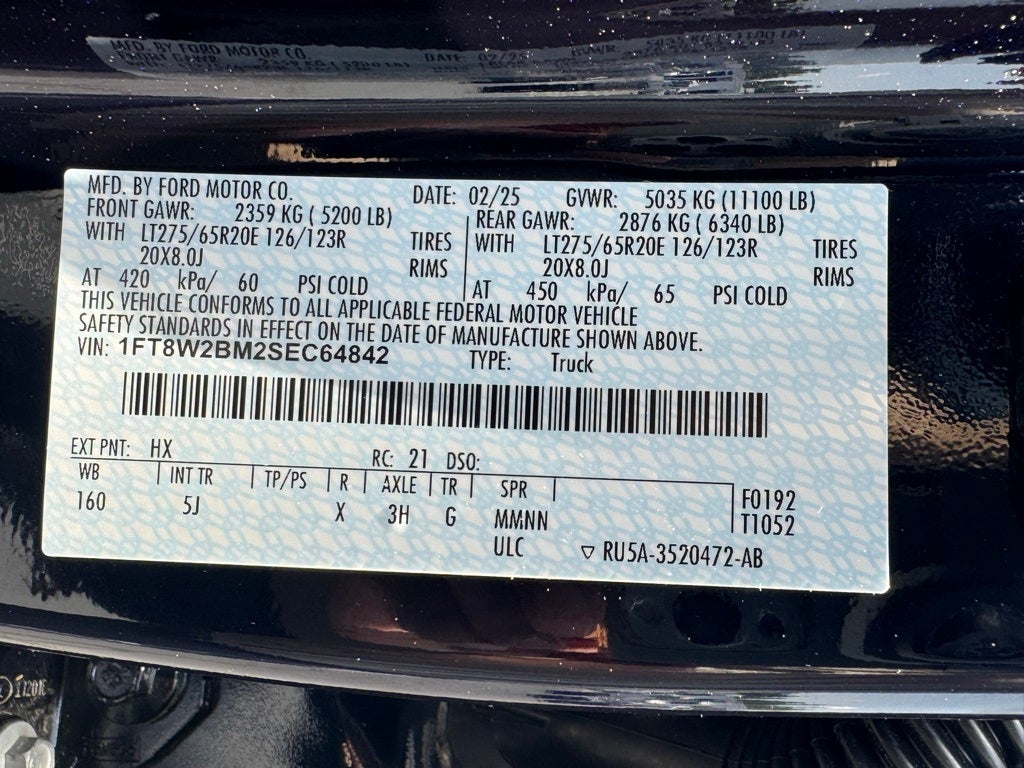 MFD. BY FORD MOTOR CO. DATE: 02/25 GVWR: 5035 KG (11100 LB)
FRONT GAWR: 2359 KG ( 5200 LB) REAR GAWR: 2876 KG ( 6340 LB)
WITH LT275/65R20E 126/123R TIRES WITH LT275/65R20E 126/123R TIRES
20X8.0J RIMS 20X8.0J RIMS
AT 420 kPa/ 60 PSI COLD AT 450 kPa/ 65 PSI COLD
THIS VEHICLE CONFORMS TO ALL APPLICABLE FEDERAL MOTOR VEHICLE
SAFETY STANDARDS IN EFFECT ON THE DATE OF MANUFACTURE SHOWN ABOVE.
VIN: 1FT8W2BM2SEC64842 TYPE: Truck
EXT PNT: HX RC: 21 DSO:
WB INT TR TP/PS R AXLE TR SPR F0192
160 5J X 3H G MMNN T1052
ULC ▽ RU5A-3520472-AB